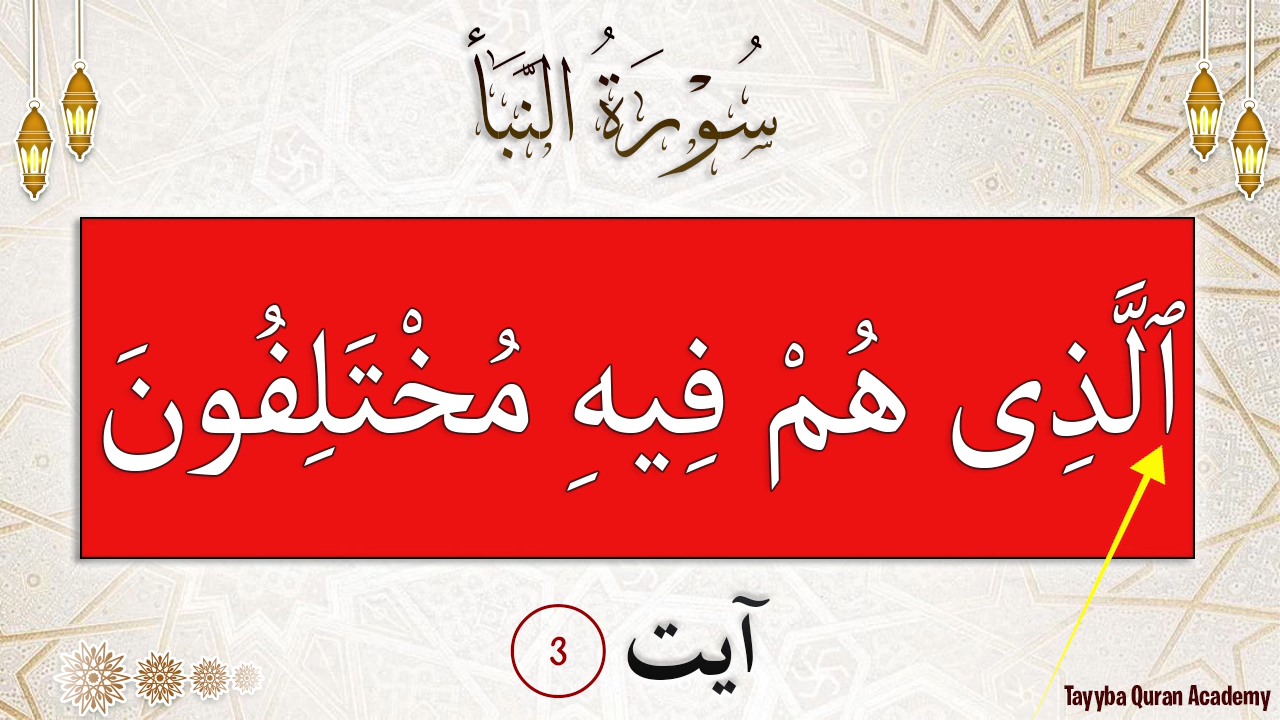 سُورَةُ النَّبَأ
ٱلَّذِى هُمْ فِيهِ مُخْتَلِفُونَ
آیت 3
Tayyba Quran Academy